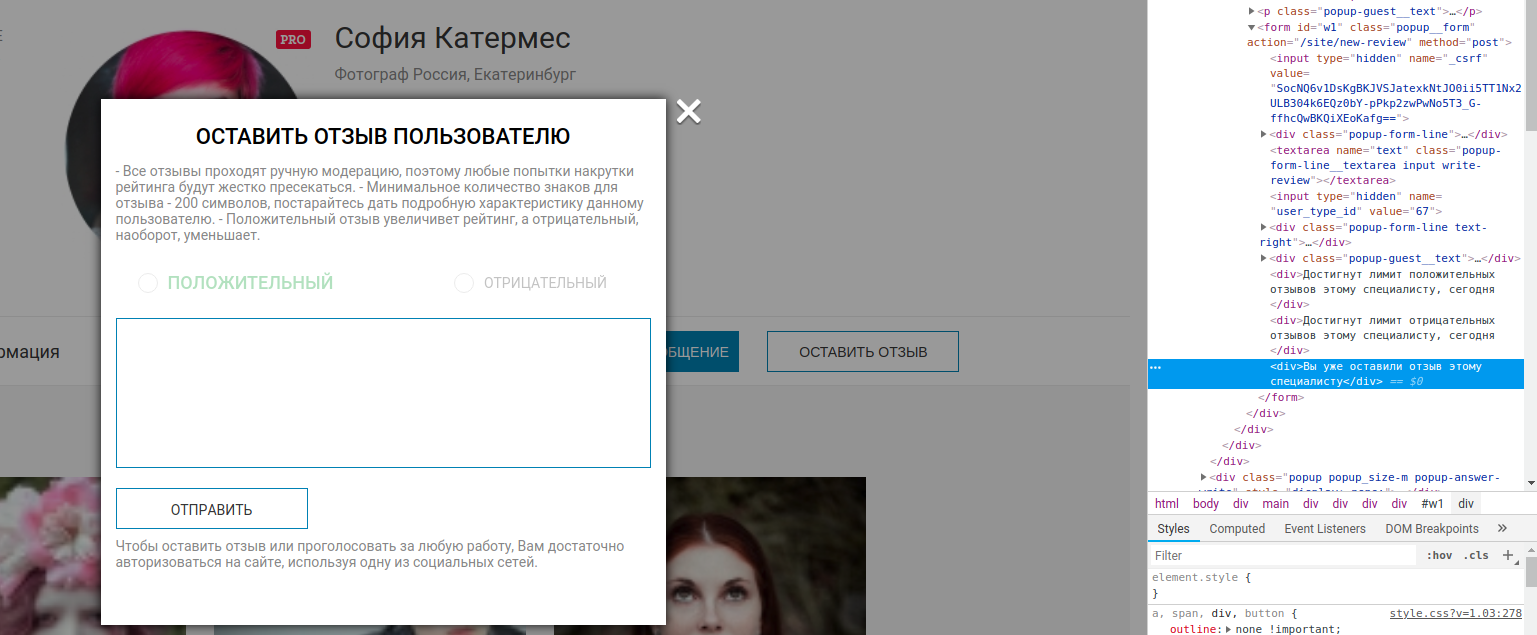 E
PRO
София Катермес
Фотограф Россия, Екатеринбург
ОСТАВИТЬ ОТЗЫВ ПОЛЬЗОВАТЕЛЮ
- Все отзывы проходят ручную модерацию, поэтому любые попытки накрутки
рейтинга будут жестко пресекаться. - Минимальное количество знаков для
отзыва - 200 символов, постарайтесь дать подробную характеристику данному
пользователю. - Положительный отзыв увеличивет рейтинг, а отрицательный,
наоборот, уменьшает.
ПОЛОЖИТЕЛЬНЫЙ
ОТРИЦАТЕЛЬНЫЙ
рмация
ОБЩЕНИЕ
ОСТАВИТЬ ОТЗЫВ
ОТПРАВИТЬ
Чтобы оставить отзыв или проголосовать за любую работу, Вам достаточно
авторизоваться на сайте, используя одну из социальных сетей.
<p class="popup-guest__text">…</p>
<form id="w1" class="popup__form"
action="/site/new-review" method="post">
<input type="hidden" name="_csrf"
value=
"SocNQ6v1DsKgBKJVSJatexkNtJO0ii5TT1Nx2
ULB304k6EQz0bY-pPkp2zwPwNo5T3_G-
ffhcQwBKQiXEoKafg==">
<div class="popup-form-line">…</div>
<textarea name="text" class="popup-
form-line__textarea input write-
review"></textarea>
<input type="hidden" name=
"user_type_id" value="67">
<div class="popup-form-line text-
right">…</div>
<div class="popup-guest__text">…</div>
<div>Достигнут лимит положительных
отзывов этому специалисту, сегодня
</div>
<div>Достигнут лимит отрицательных
отзывов этому специалисту, сегодня
</div>
<div>Вы уже оставили отзыв этому
специалисту</div> == $0
</form>
</div>
</div>
</div>
</div>
<div class="popup popup_size-m popup-answer-
write" style="display: none;">…</div>
html body div main div div div div #w1 div
Styles Computed Event Listeners DOM Breakpoints »
Filter :hov .cls +
element.style {
}
a, span, div, button { style.css?v=1.03:278
outline: none !important;